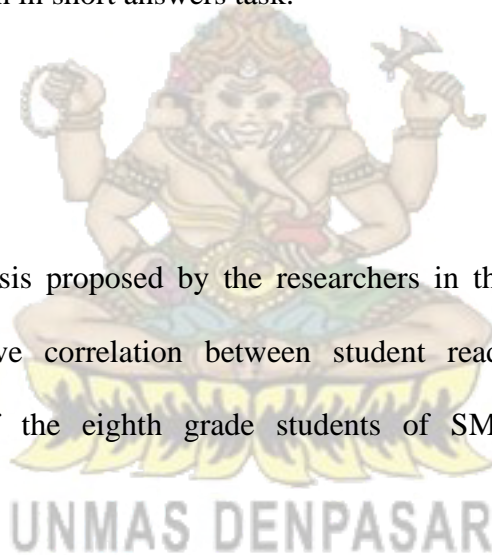 in short answers task.
sis proposed by the researchers in th
ve correlation between student read
the eighth grade students of SM
UNMAS DENPASAR